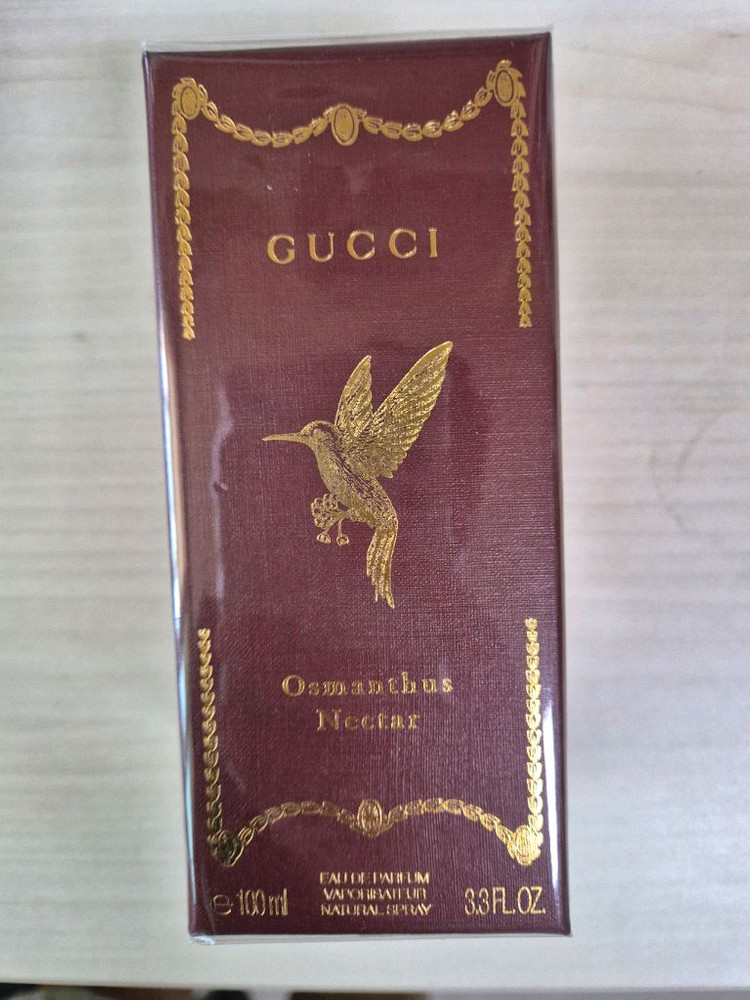 GUCCI
Osmanthus
Nectar
EAU DE PARFUM
VAPORISATEUR
NATURAL SPRAY
℮ 100 ml
3.3 FL. OZ.